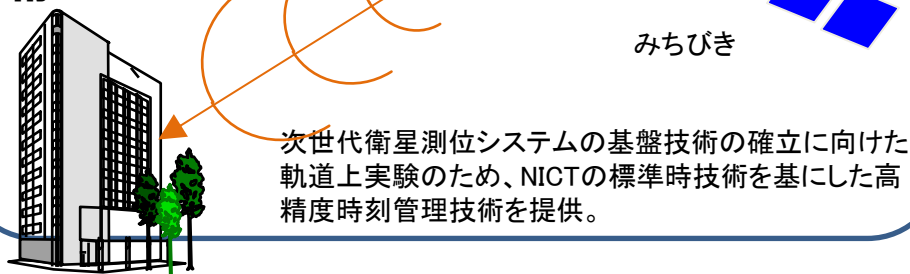 みちびき
次世代衛星測位システムの基盤技術の確立に向けた
軌道上実験のため、NICTの標準時技術を基にした高
精度時刻管理技術を提供。